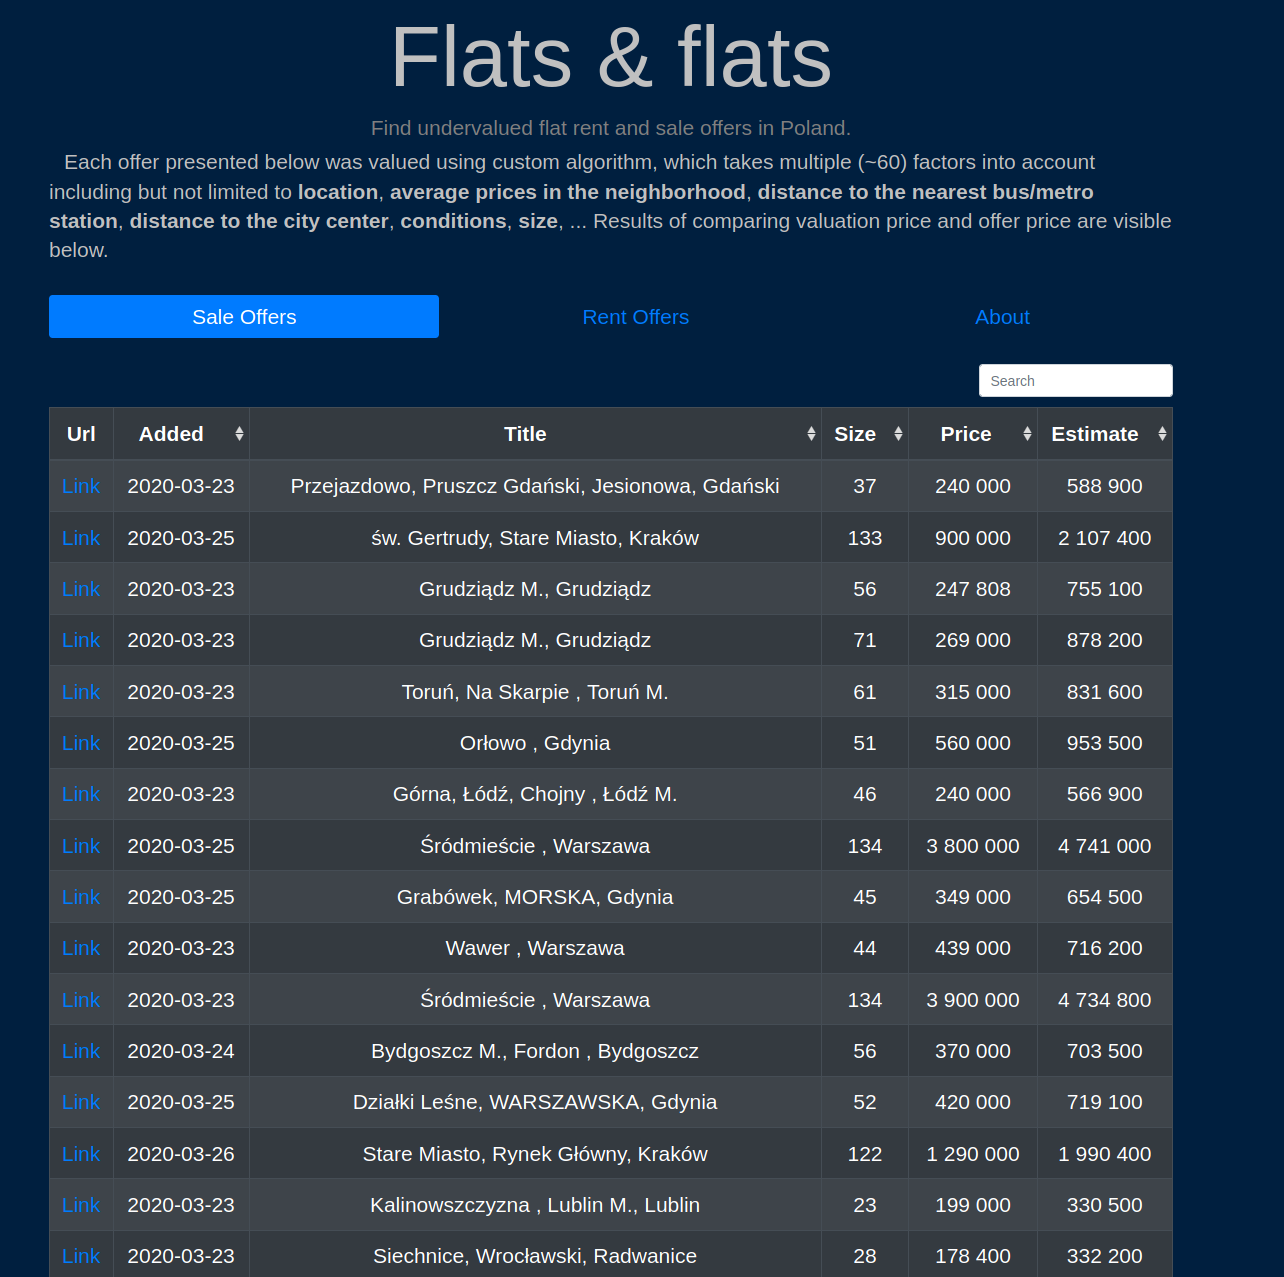 Flats & flats
Find undervalued flat rent and sale offers in Poland.
Each offer presented below was valued using custom algorithm, which takes multiple (~60) factors into account
including but not limited to location, average prices in the neighborhood, distance to the nearest bus/metro
station, distance to the city center, conditions, size, ... Results of comparing valuation price and offer price are visible
below.
Sale Offers Rent Offers About
Search
Url Added Title Size Price Estimate
Link 2020-03-23 Przejazdowo, Pruszcz Gdański, Jesionowa, Gdański 37 240 000 588 900
Link 2020-03-25 św. Gertrudy, Stare Miasto, Kraków 133 900 000 2 107 400
Link 2020-03-23 Grudziądz M., Grudziądz 56 247 808 755 100
Link 2020-03-23 Grudziądz M., Grudziądz 71 269 000 878 200
Link 2020-03-23 Toruń, Na Skarpie , Toruń M. 61 315 000 831 600
Link 2020-03-25 Orłowo , Gdynia 51 560 000 953 500
Link 2020-03-23 Górna, Łódź, Chojny , Łódź M. 46 240 000 566 900
Link 2020-03-25 Śródmieście , Warszawa 134 3 800 000 4 741 000
Link 2020-03-25 Grabówek, MORSKA, Gdynia 45 349 000 654 500
Link 2020-03-23 Wawer , Warszawa 44 439 000 716 200
Link 2020-03-23 Śródmieście , Warszawa 134 3 900 000 4 734 800
Link 2020-03-24 Bydgoszcz M., Fordon , Bydgoszcz 56 370 000 703 500
Link 2020-03-25 Działki Leśne, WARSZAWSKA, Gdynia 52 420 000 719 100
Link 2020-03-26 Stare Miasto, Rynek Główny, Kraków 122 1 290 000 1 990 400
Link 2020-03-23 Kalinowszczyzna , Lublin M., Lublin 23 199 000 330 500
Link 2020-03-23 Siechnice, Wrocławski, Radwanice 28 178 400 332 200